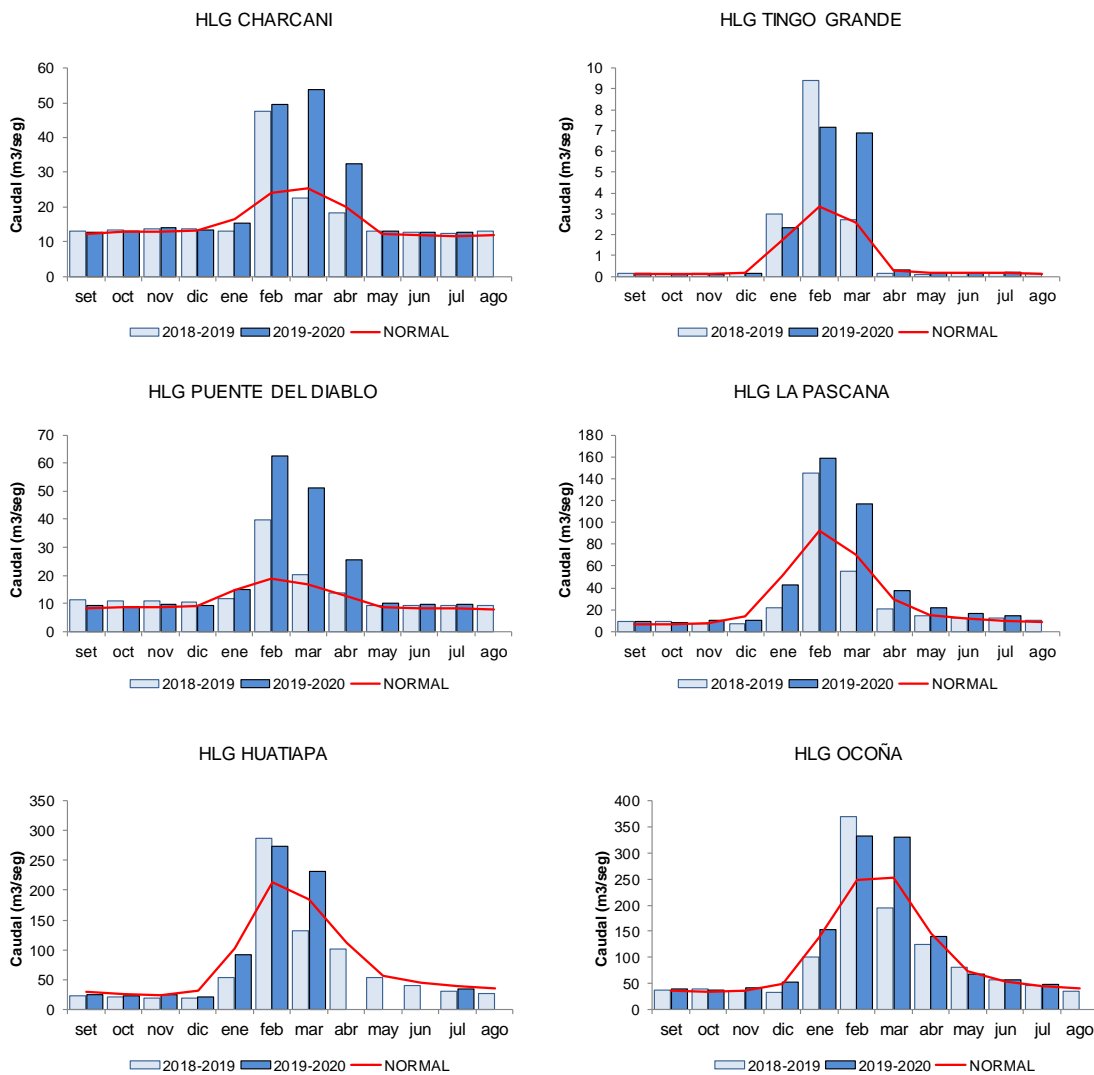 HLG CHARCANI
Caudal (m3/seg)
60
50
40
30
20
10
0
set oct nov dic ene feb mar abr may jun jul ago
2018-2019 2019-2020 NORMAL
HLG TINGO GRANDE
Caudal (m3/seg)
10
9
8
7
6
5
4
3
2
1
0
set oct nov dic ene feb mar abr may jun jul ago
2018-2019 2019-2020 NORMAL
HLG PUENTE DEL DIABLO
Caudal (m3/seg)
70
60
50
40
30
20
10
0
set oct nov dic ene feb mar abr may jun jul ago
2018-2019 2019-2020 NORMAL
HLG LA PASCANA
Caudal (m3/seg)
180
160
140
120
100
80
60
40
20
0
set oct nov dic ene feb mar abr may jun jul ago
2018-2019 2019-2020 NORMAL
HLG HUATIAPA
Caudal (m3/seg)
350
300
250
200
150
100
50
0
set oct nov dic ene feb mar abr may jun jul ago
2018-2019 2019-2020 NORMAL
HLG OCOÑA
Caudal (m3/seg)
400
350
300
250
200
150
100
50
0
set oct nov dic ene feb mar abr may jun jul ago
2018-2019 2019-2020 NORMAL